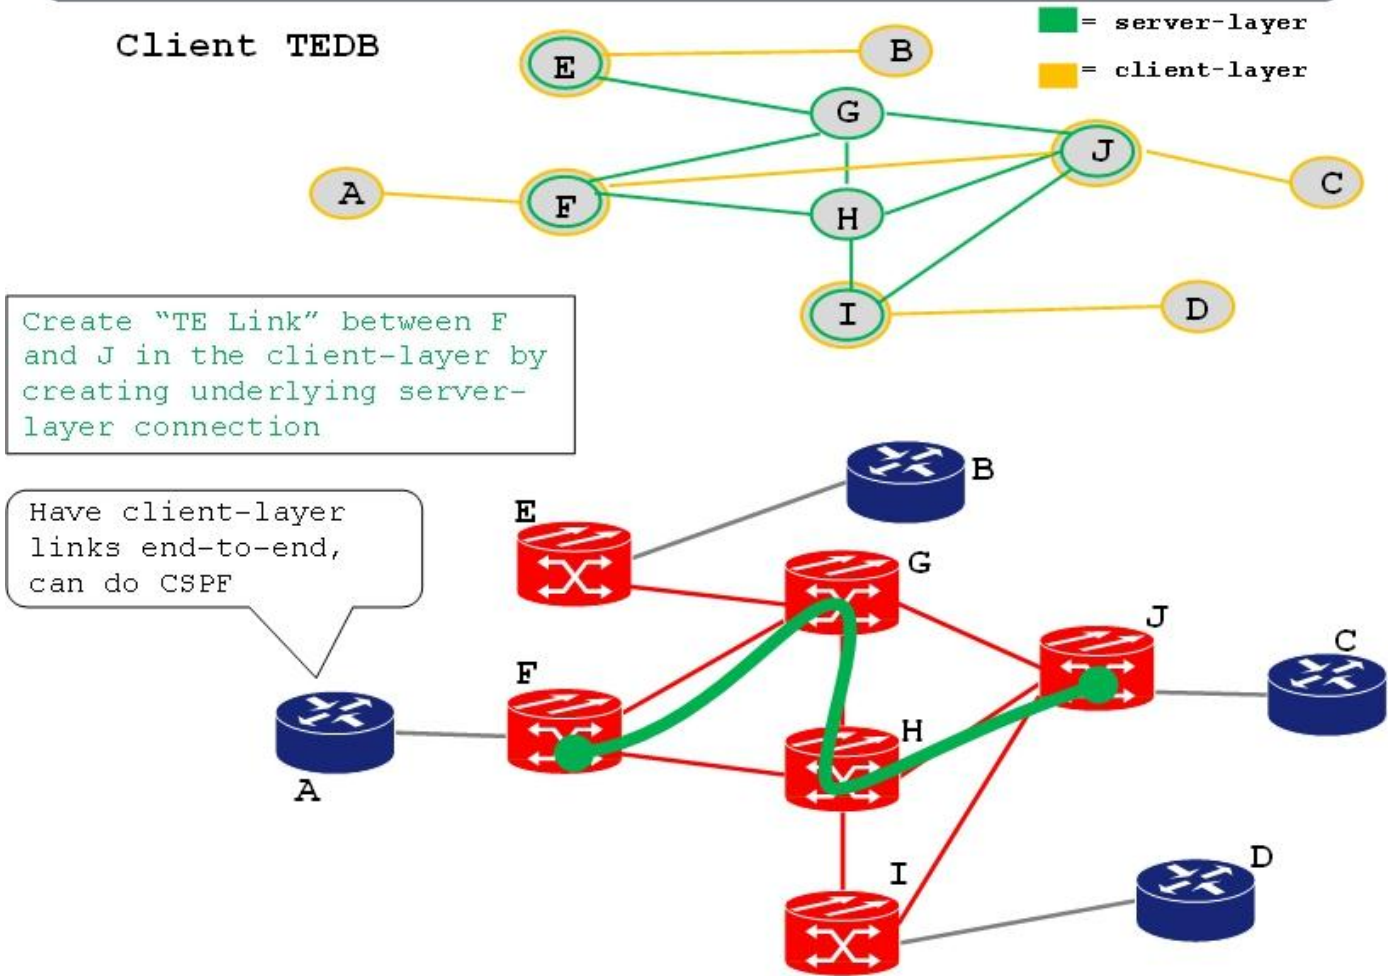 = server-layer
Client TEDB
= client-layer
E
B
G
J
A
F
H
C
I
D
Create “TE Link” between F
and J in the client-layer by
creating underlying server-
layer connection
Have client-layer
links end-to-end,
can do CSPF
B
E
G
J
C
F
H
A
I
D